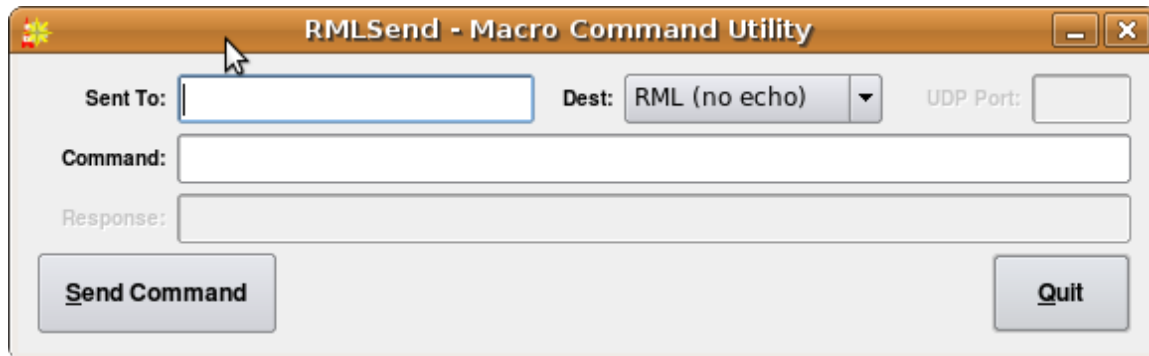 RMLSend - Macro Command Utility
Sent To: Dest: RML (no echo) UDP Port:
Command:
Response:
Send Command Quit